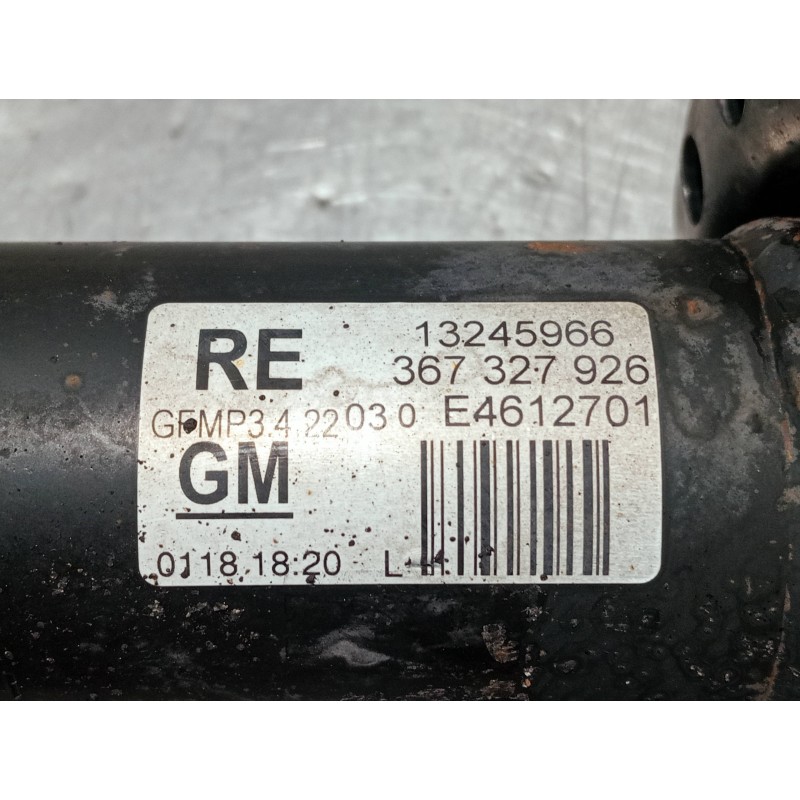 RE 13245966
367 327 926
GFMP3.4 22 03 0 E4612701
GM
0118 18:20 L